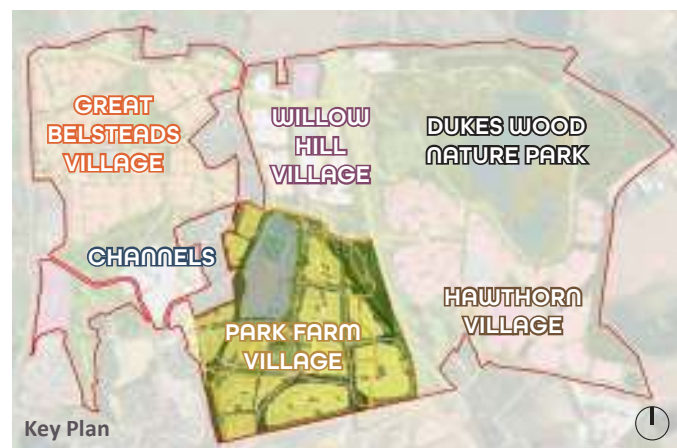 GREAT
BELSTEADS
VILLAGE
WILLOW
HILL
VILLAGE
DUKES WOOD
NATURE PARK
CHANNELS
HAWTHORN
VILLAGE
PARK FARM
VILLAGE
Key Plan